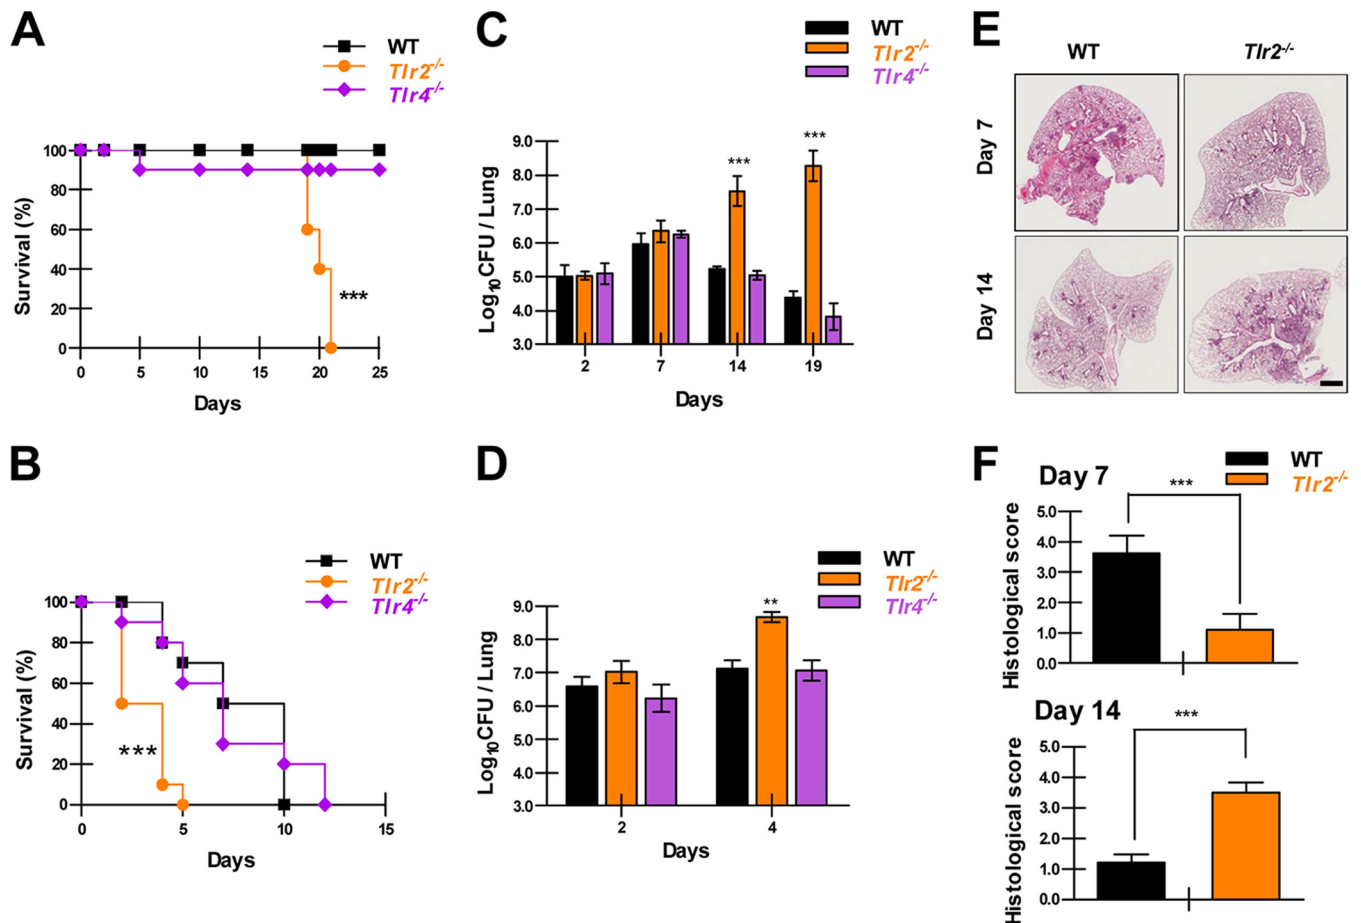 A
WT
Tlr2-/-
Tlr4-/-
Survival (%)
100
80
60
40
20
0
***
0 5 10 15 20 25
Days
B
WT
Tlr2-/-
Tlr4-/-
Survival (%)
100
80
60
40
20
0
***
0 5 10 15
Days
C
WT
Tlr2-/-
Tlr4-/-
Log10CFU / Lung
9.0
8.0
7.0
6.0
5.0
4.0
3.0
*** ***
2 7 14 19
Days
D
WT
Tlr2-/-
Tlr4-/-
Log10CFU / Lung
9.0
8.0
7.0
6.0
5.0
4.0
3.0
**
2 4
Days
E
WT Tlr2-/-
Day 7
Day 14
F
WT
Tlr2-/-
Day 7
Histological score
5.0
4.0
3.0
2.0
1.0
0.0
***
Day 14
Histological score
5.0
4.0
3.0
2.0
1.0
0.0
***